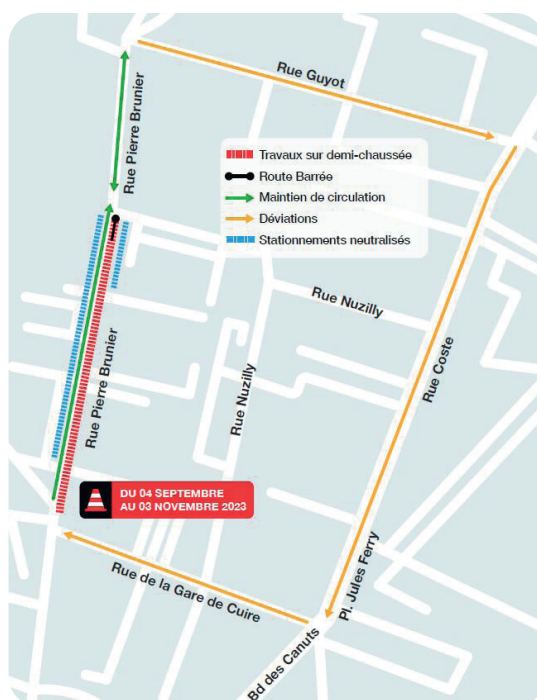 Rue Guyot
Rue Pierre Brunier
Travaux sur demi-chaussée
Route Barrée
Maintien de circulation
Déviations
Stationnements neutralisés
Rue Nuzilly
Rue Coste
Rue Pierre Brunier
Rue Nuzilly
DU 04 SEPTEMBRE
AU 03 NOVEMBRE 2023
Pl. Jules Ferry
Rue de la Gare de Cuire
Bd des Canuts